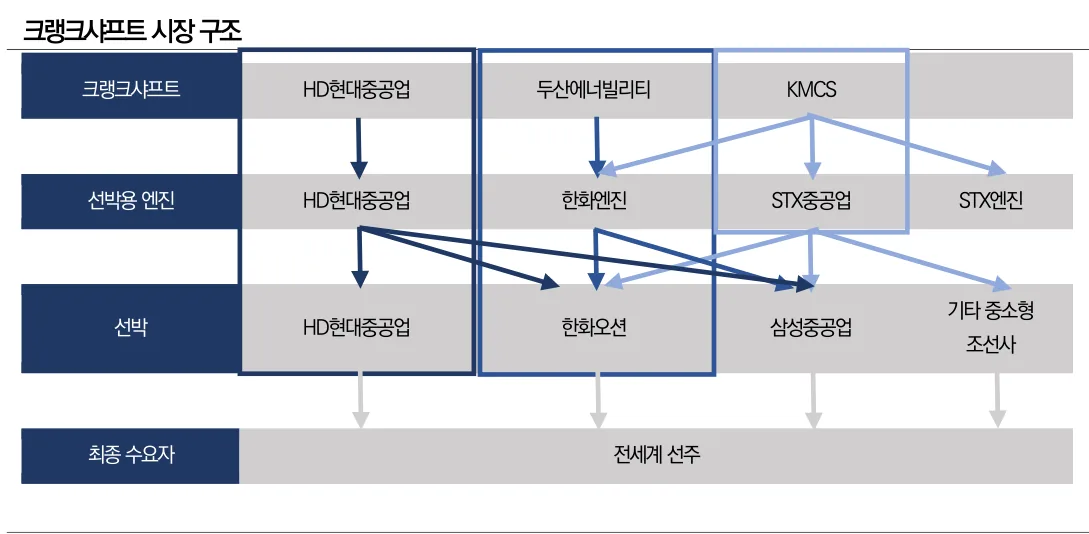 크랭크샤프트 시장 구조
크랭크샤프트 HD현대중공업 두산에너빌리티 KMCS
선박용 엔진 HD현대중공업 한화엔진 STX중공업 STX엔진
선박 HD현대중공업 한화오션 삼성중공업 기타 중소형
조선사
최종 수요자 전세계 선주